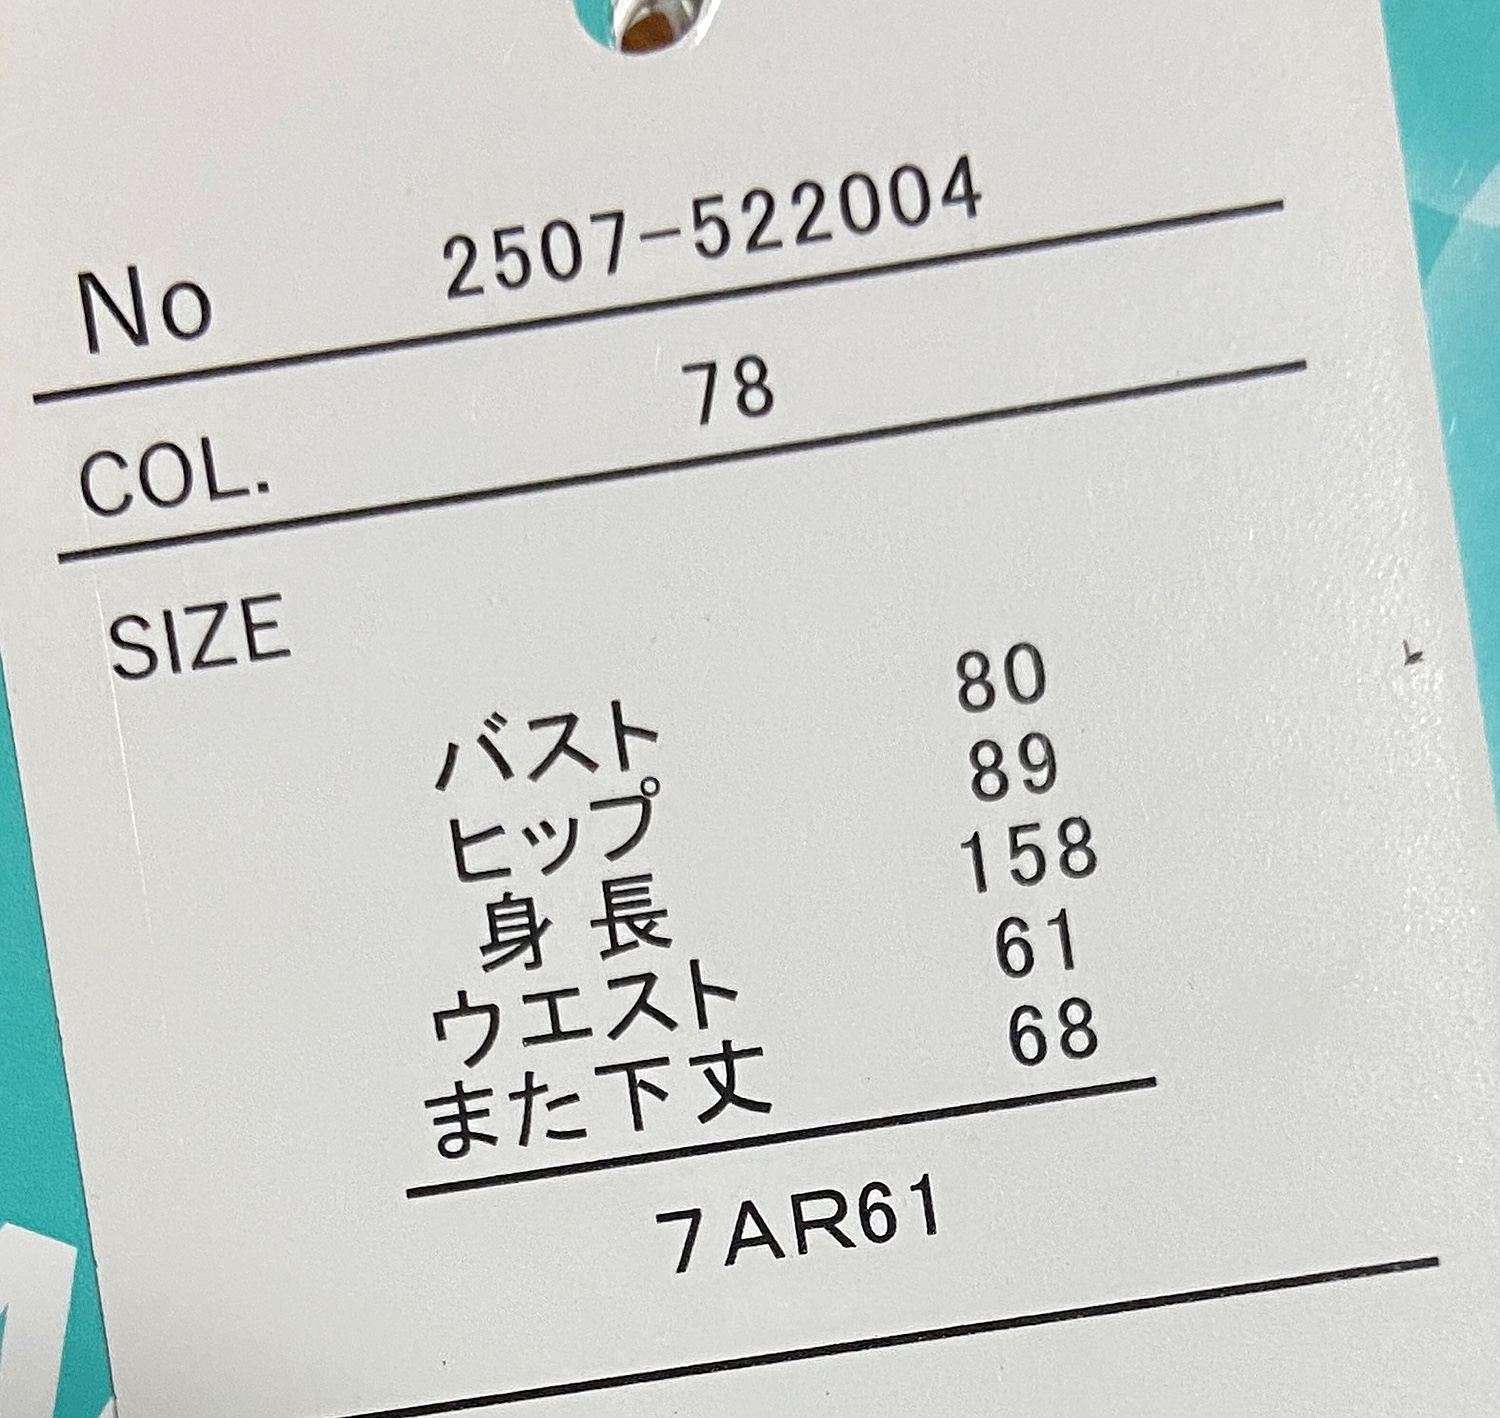 No 2507-522004
COL. 78
SIZE
バスト 80
ヒップ 89
身長 158
ウエスト 61
また下丈 68
7AR61